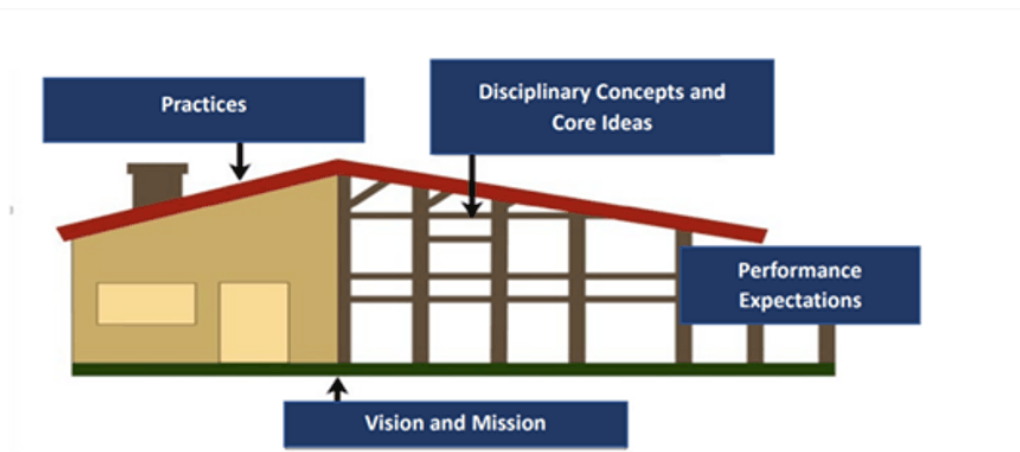 Practices
Disciplinary Concepts and
Core Ideas
Performance
Expectations
Vision and Mission